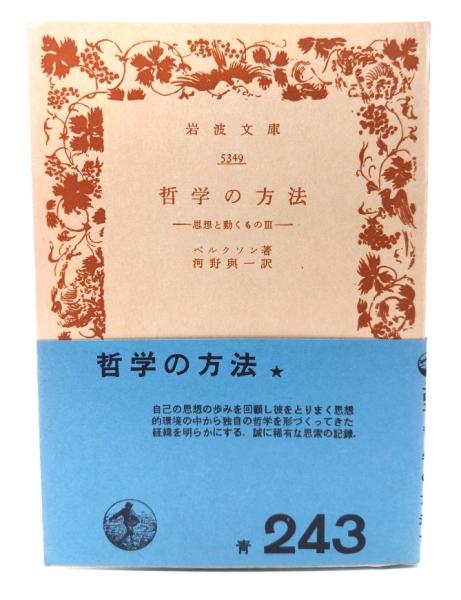 岩波文庫
5349
哲学の方法
――思想と動くものIII――
ベルクソン著
河野與一訳
哲学の方法 ★
自己の思想の歩みを回顧し彼をとりまく思想
的環境の中から独自の哲学を形づくってきた
経緯を明らかにする．誠に稀有な思索の記録．
青 243